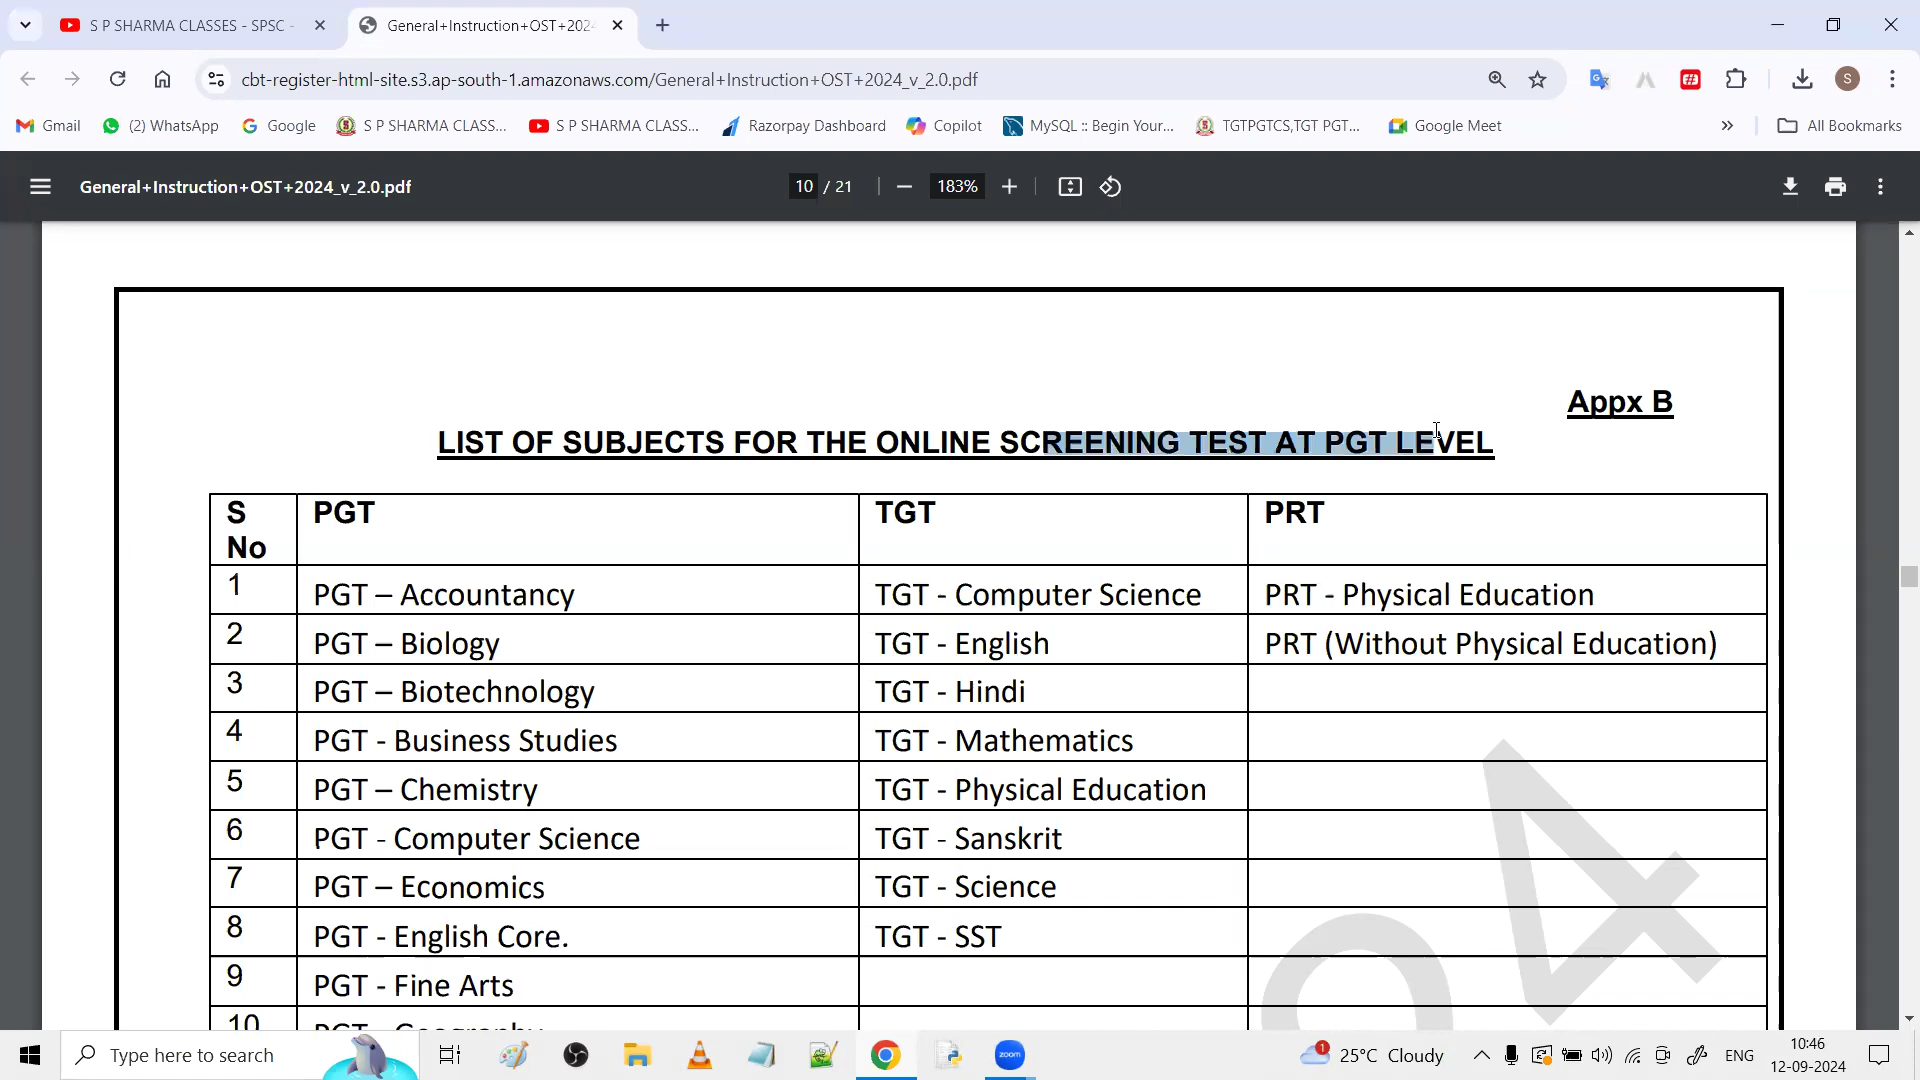 S P SHARMA CLASSES - SPSC -
General+Instruction+OST+202
cbt-register-html-site.s3.ap-south-1.amazonaws.com/General+Instruction+OST+2024_v_2.0.pdf
S
Gmail
(2) WhatsApp
Google
S P SHARMA CLASS...
S P SHARMA CLASS...
Razorpay Dashboard
Copilot
MySQL :: Begin Your...
TGTPGTCS,TGT PGT...
Google Meet
All Bookmarks
General+Instruction+OST+2024_v_2.0.pdf
10 / 21
183%
Appx B
LIST OF SUBJECTS FOR THE ONLINE SCREENING TEST AT PGT LEVEL
S No PGT TGT PRT
1 PGT – Accountancy TGT - Computer Science PRT - Physical Education
2 PGT – Biology TGT - English PRT (Without Physical Education)
3 PGT – Biotechnology TGT - Hindi
4 PGT - Business Studies TGT - Mathematics
5 PGT – Chemistry TGT - Physical Education
6 PGT - Computer Science TGT - Sanskrit
7 PGT – Economics TGT - Science
8 PGT - English Core. TGT - SST
9 PGT - Fine Arts
10 PGT - Geography
Type here to search
zoom
1
25°C Cloudy
ENG
10:46
12-09-2024